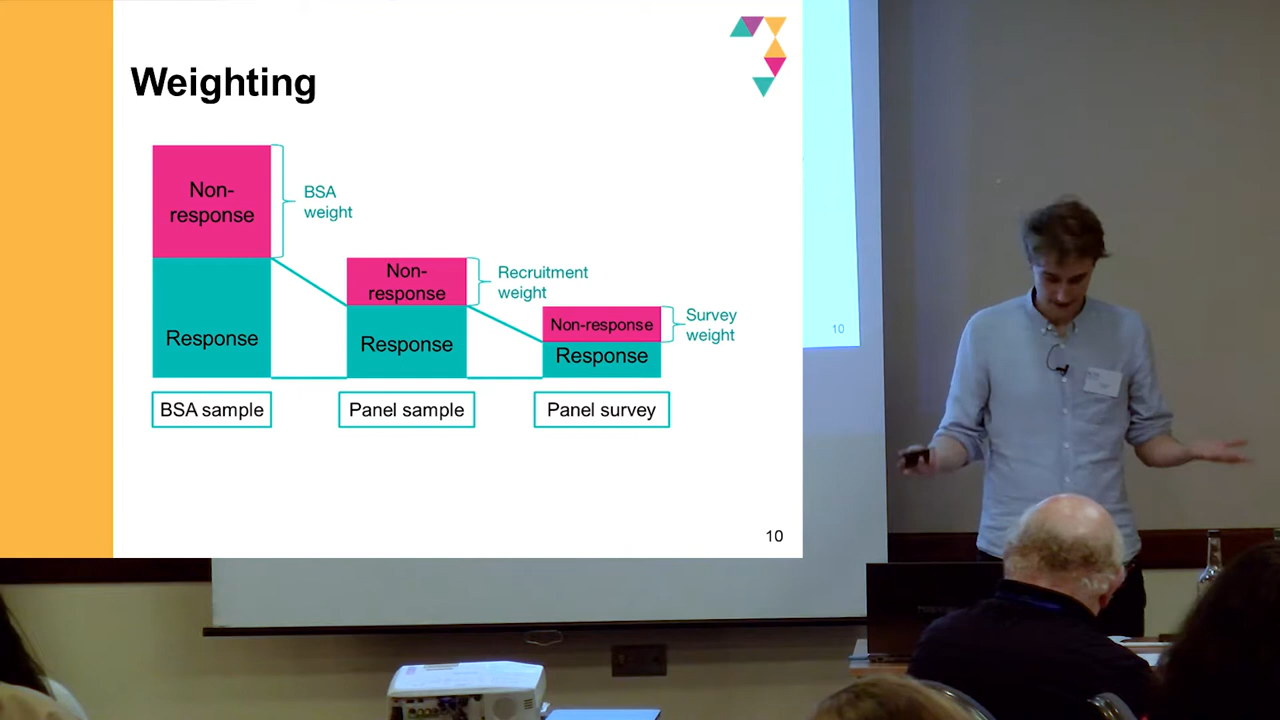 Weighting
Non-
response
BSA
weight
Response
Non-
response
Recruitment
weight
Response
Non-response
Survey
weight
Response
BSA sample
Panel sample
Panel survey
10
10